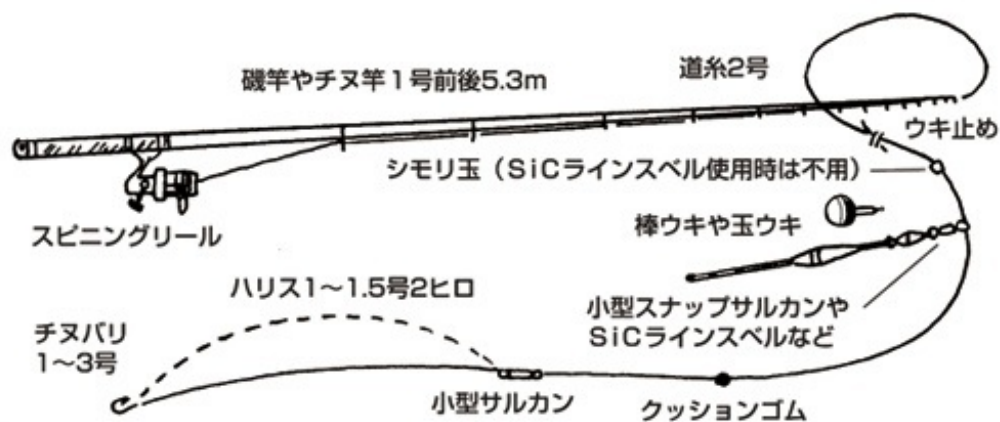 磯竿やチヌ竿1号前後5.3m
道糸2号
ウキ止め
シモリ玉（SiCラインスベル使用時は不用）
スピニングリール
棒ウキや玉ウキ
ハリス1〜1.5号2ヒロ
小型スナップサルカンや
SiCラインスベルなど
チヌバリ
1〜3号
小型サルカン
クッションゴム